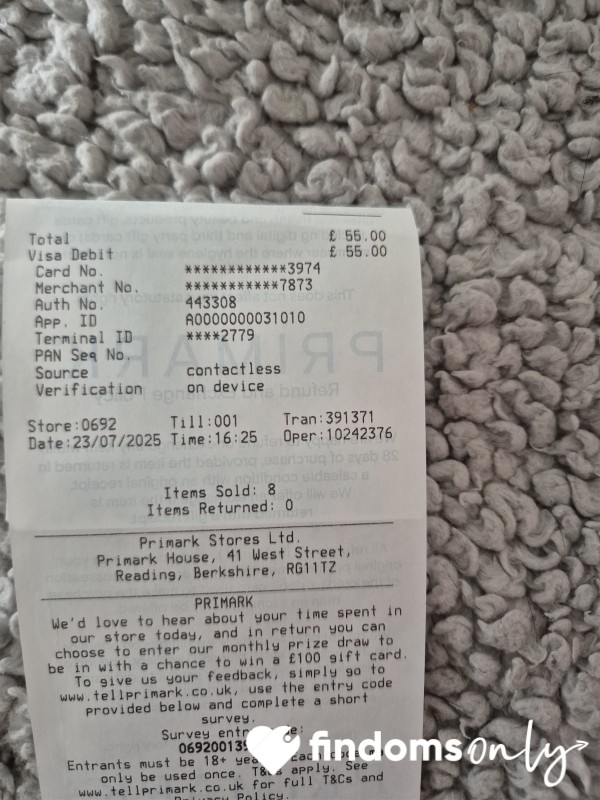 Total £ 55.00
Visa Debit £ 55.00
Card No. ************3974
Merchant No. ***********7873
Auth No. 443308
App. ID A0000000031010
Terminal ID ****2779
PAN Seq No.
Source contactless
Verification on device
Store:0692 Till:001 Tran:391371
Date:23/07/2025 Time:16:25 Oper:10242376
Items Sold: 8
Items Returned: 0
Primark Stores Ltd.
Primark House, 41 West Street,
Reading, Berkshire, RG11TZ
PRIMARK
We'd love to hear about your time spent in
our store today, and in return you can
choose to enter our monthly prize draw to
be in with a chance to win a £100 gift card.
To give us your feedback, simply go to
www.tellprimark.co.uk, use the entry code
provided below and complete a short
survey.
Survey
Entrants must be 18+
only be used once. apply. See
www.tellprimark.co.uk for full T&Cs and
Privacy Policy.
findomsonly